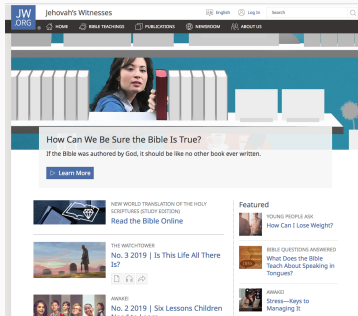 JW
.ORG
Jehovah's Witnesses
English
Log In
Search
HOME
BIBLE TEACHINGS
PUBLICATIONS
NEWSROOM
ABOUT US
How Can We Be Sure the Bible Is True?
If the Bible was authored by God, it should be like no other book ever written.
Learn More
NEW WORLD TRANSLATION OF THE HOLY
SCRIPTURES (STUDY EDITION)
Read the Bible Online
THE WATCHTOWER
No. 3 2019 | Is This Life All There
Is?
AWAKE!
No. 2 2019 | Six Lessons Children
Featured
YOUNG PEOPLE ASK
How Can I Lose Weight?
BIBLE QUESTIONS ANSWERED
What Does the Bible
Teach About Speaking in
Tongues?
AWAKE!
Stress—Keys to
Managing It